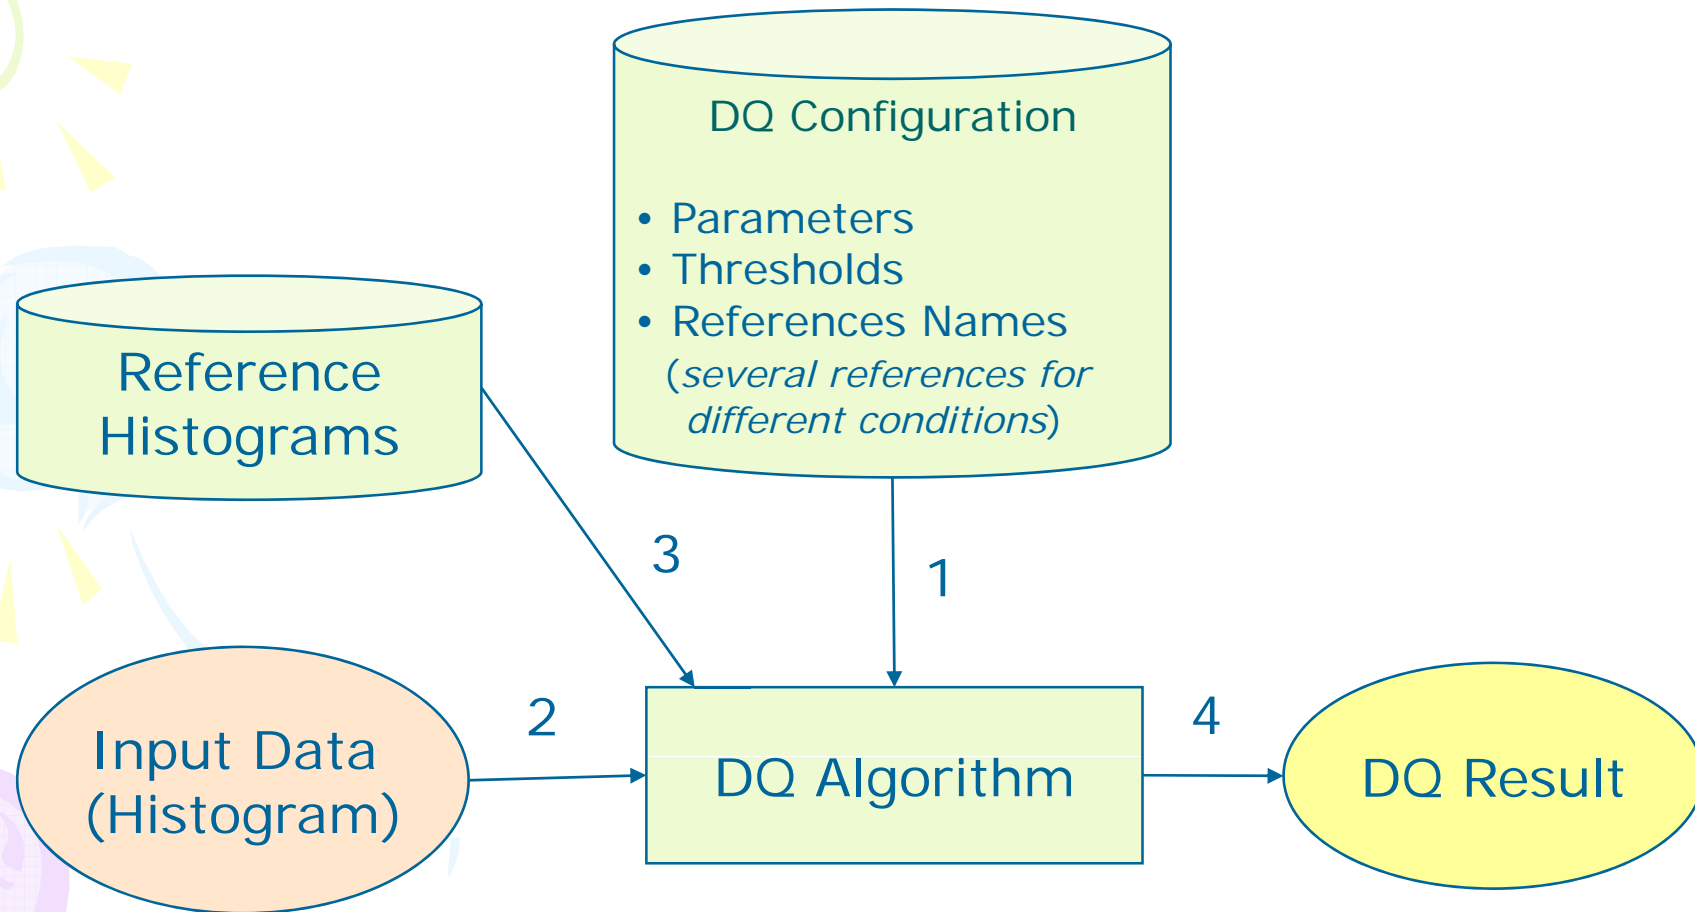 DQ Configuration
• Parameters
• Thresholds
• References Names
(several references for
different conditions)
Reference
Histograms
3
1
Input Data
(Histogram)
2
DQ Algorithm
4
DQ Result